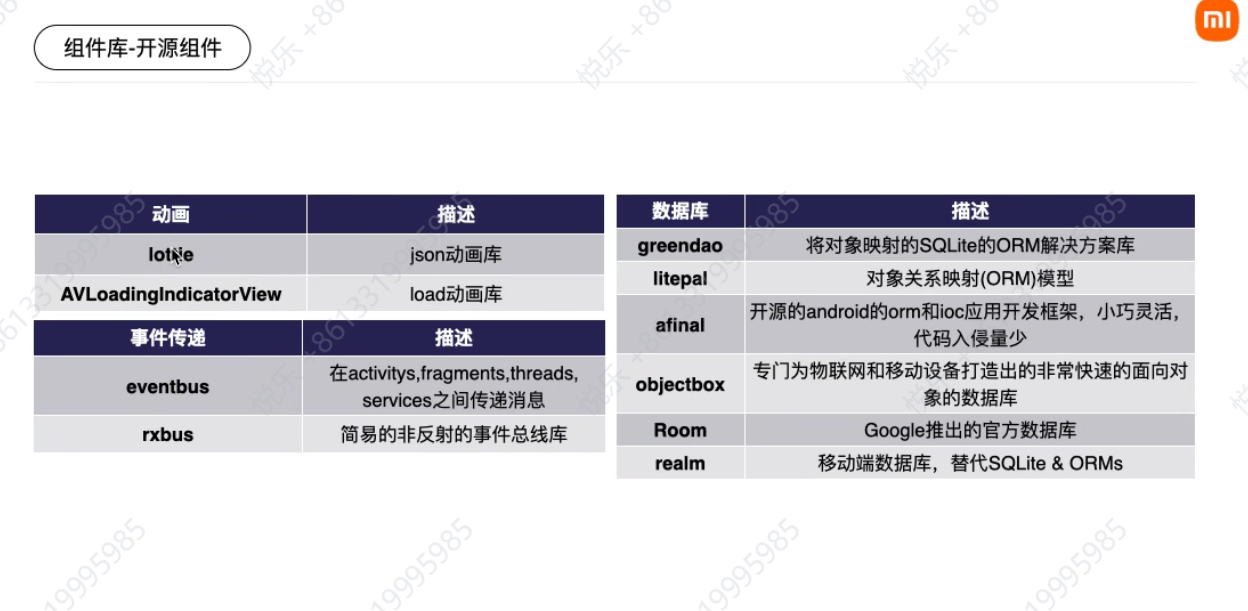 组件库-开源组件
mi
动画 描述
lottie json动画库
AVLoadingIndicatorView load动画库
事件传递 描述
eventbus 在activitys,fragments,threads,
services之间传递消息
rxbus 简易的非反射的事件总线库
数据库 描述
greendao 将对象映射的SQLite的ORM解决方案库
litepal 对象关系映射(ORM)模型
afinal 开源的android的orm和ioc应用开发框架，小巧灵活，
代码入侵量少
objectbox 专门为物联网和移动设备打造出的非常快速的面向对
象的数据库
Room Google推出的官方数据库
realm 移动端数据库，替代SQLite & ORMs
悦乐 +86
悦乐 +86
悦乐 +86
19995985
19995985
19995985
19995985